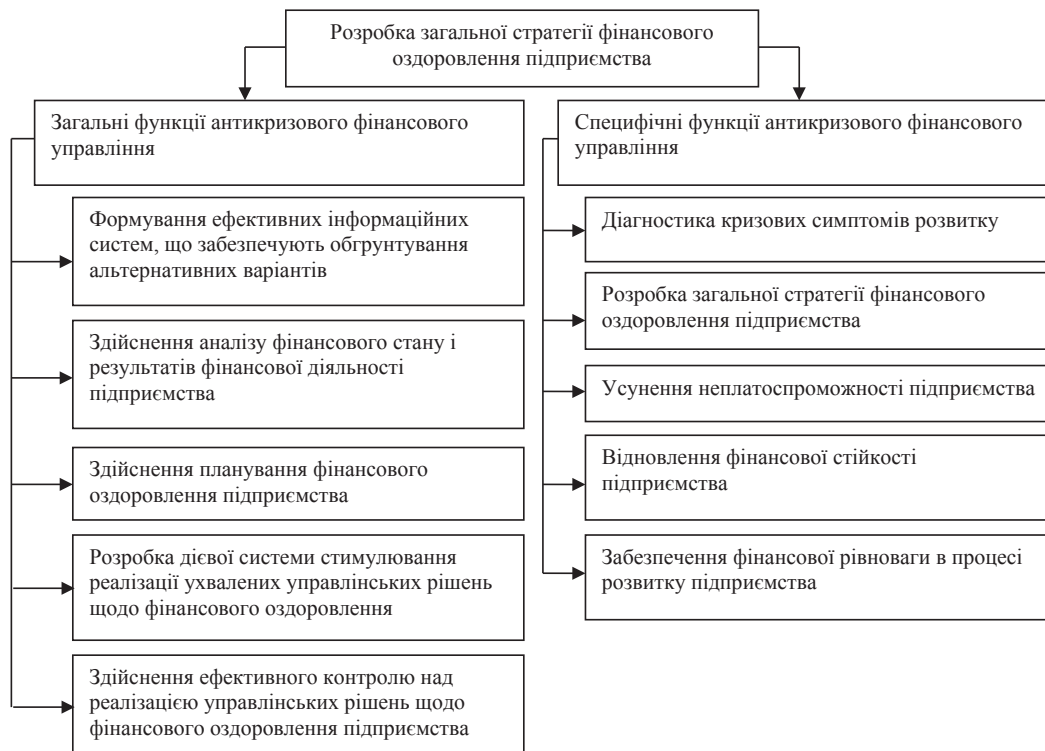 Розробка загальної стратегії фінансового
оздоровлення підприємства
Загальні функції антикризового фінансового
управління
Формування ефективних інформаційних
систем, що забезпечують обгрунтування
альтернативних варіантів
Здійснення аналізу фінансового стану і
результатів фінансової діяльності
підприємства
Здійснення планування фінансового
оздоровлення підприємства
Розробка дієвої системи стимулювання
реалізації ухвалених управлінських рішень
щодо фінансового оздоровлення
Здійснення ефективного контролю над
реалізацією управлінських рішень щодо
фінансового оздоровлення підприємства
Специфічні функції антикризового фінансового
управління
Діагностика кризових симптомів розвитку
Розробка загальної стратегії фінансового
оздоровлення підприємства
Усунення неплатоспроможності підприємства
Відновлення фінансової стійкості
підприємства
Забезпечення фінансової рівноваги в процесі
розвитку підприємства